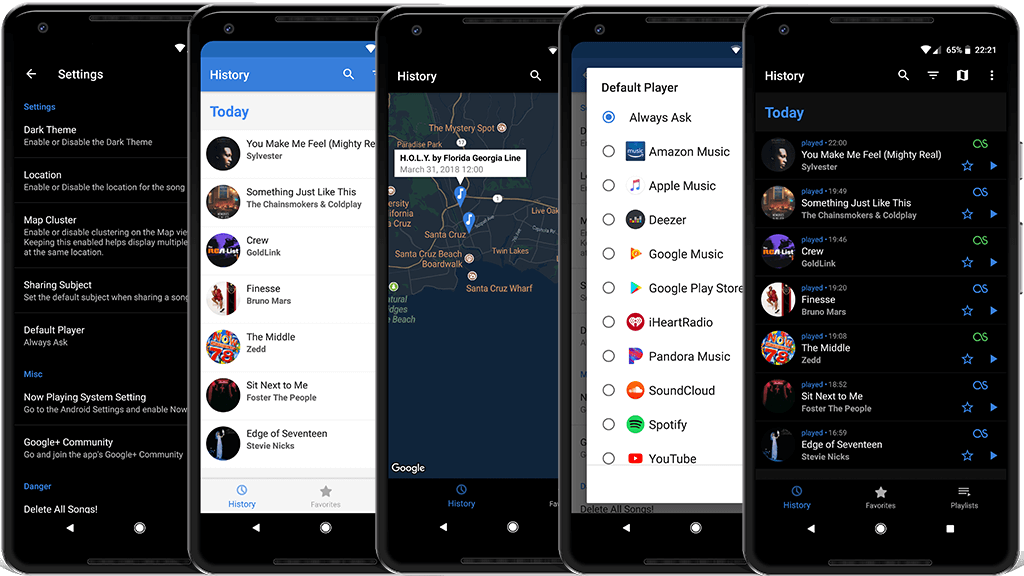 Settings
Settings
Dark Theme
Enable or Disable the Dark Theme
Location
Enable or Disable the location for the song
Map Cluster
Enable or disable clustering on the Map
Keeping this enabled helps display multiple
at the same location.
Sharing Subject
Set the default subject when sharing a song
Default Player
Always Ask
Misc
Now Playing System Setting
Go to the Android Settings and enable Now
Google+ Community
Go and join the app's Google+ Community
Danger
Delete All Songs!
History
Today
You Make Me Feel (Mighty Re
Sylvester
Something Just Like This
The Chainsmokers & Coldplay
Crew
GoldLink
Finesse
Bruno Mars
The Middle
Zedd
Sit Next to Me
Foster The People
Edge of Seventeen
Stevie Nicks
History
Favorites
History
The Mystery Spot
Paradise Park
17
H.O.L.Y. by Florida Georgia Line
March 31, 2018 12:00
1
ersity
lifornia
a Cruz
Live Oak
Santa Cruz
Santa Cruz Beach
Boardwalk
Twin Lakes
Santa Cruz Wharf
atural
idges
e Beach
Google
History
Fa
Default Player
Always Ask
Amazon Music
Apple Music
Deezer
Google Music
Google Play Store
iHeartRadio
Pandora Music
SoundCloud
Spotify
YouTube
Delete All Songs!
65% 22:21
History
Today
played • 22:00
You Make Me Feel (Mighty Real)
Sylvester
played • 19:49
Something Just Like This
The Chainsmokers & Coldplay
played • 19:46
Crew
GoldLink
played • 19:20
Finesse
Bruno Mars
played • 19:08
The Middle
Zedd
played • 18:52
Sit Next to Me
Foster The People
played • 16:59
Edge of Seventeen
Stevie Nicks
History
Favorites
Playlists